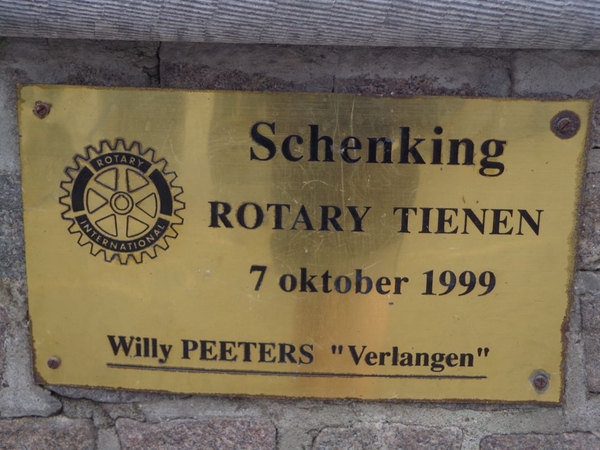 Schenking
ROTARY
INTERNATIONAL
ROTARY TIENEN
7 oktober 1999
Willy PEETERS "Verlangen"